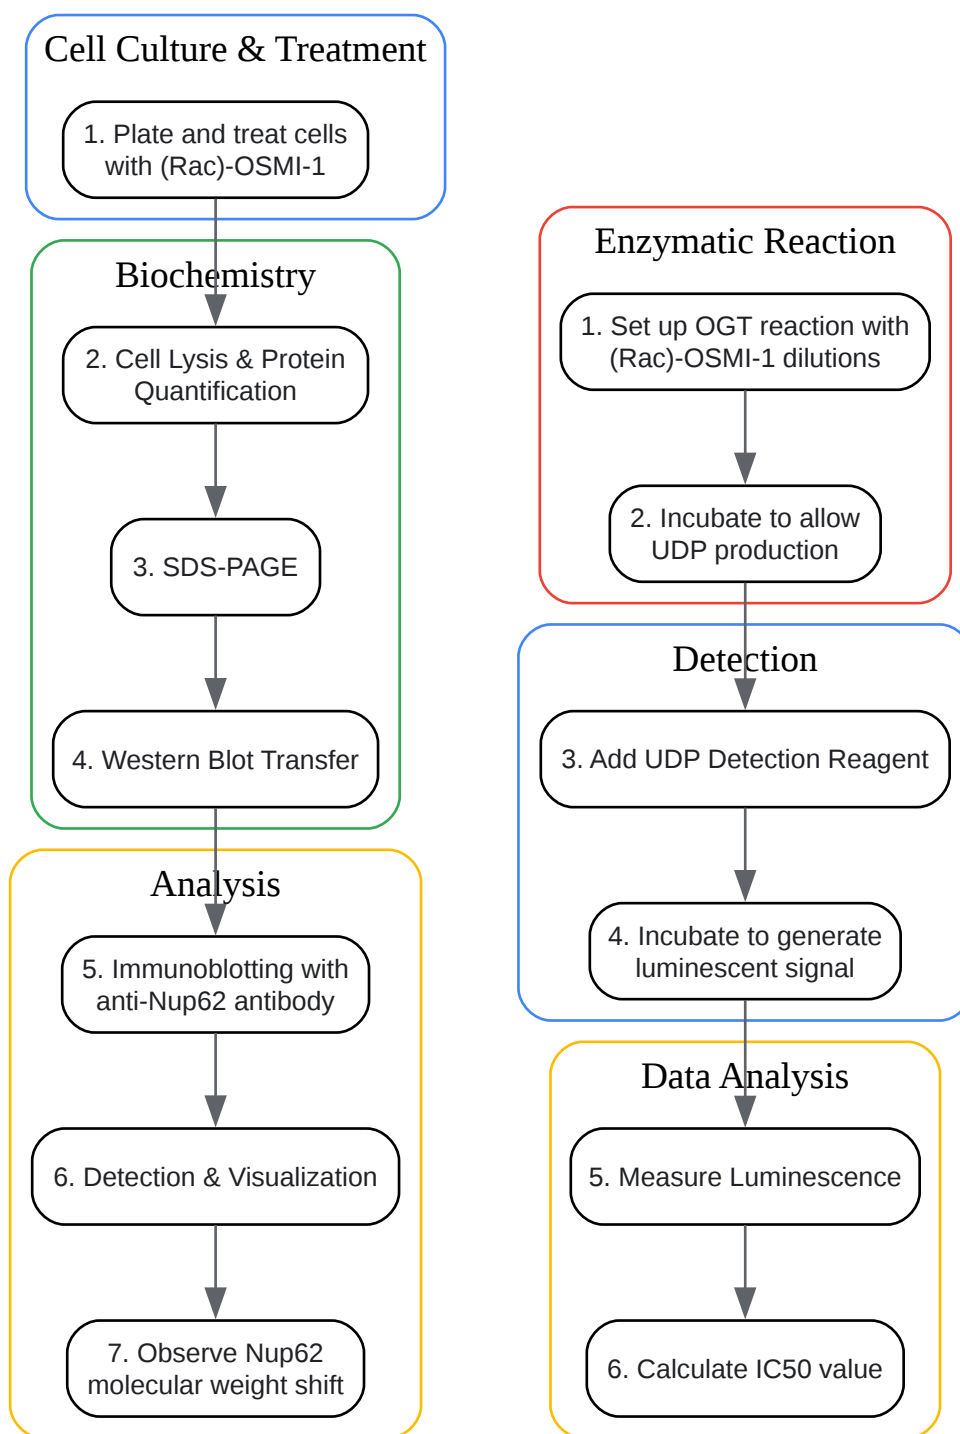 Cell Culture & Treatment
1. Plate and treat cells
with (Rac)-OSMI-1
Biochemistry
2. Cell Lysis & Protein
Quantification
3. SDS-PAGE
4. Western Blot Transfer
Analysis
5. Immunoblotting with
anti-Nup62 antibody
6. Detection & Visualization
7. Observe Nup62
molecular weight shift
Enzymatic Reaction
1. Set up OGT reaction with
(Rac)-OSMI-1 dilutions
2. Incubate to allow
UDP production
Detection
3. Add UDP Detection Reagent
4. Incubate to generate
luminescent signal
Data Analysis
5. Measure Luminescence
6. Calculate IC50 value